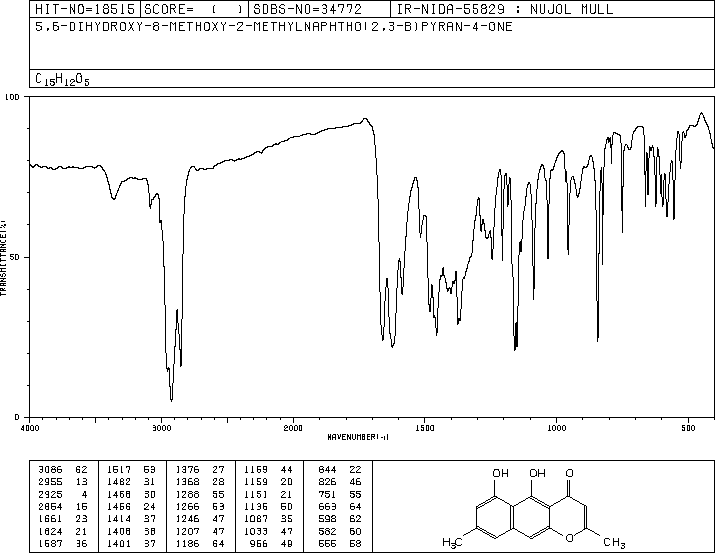 HIT-NO=18515 SCORE= ( ) SDBS-NO=34772 IR-NIDA-55829 : NUJOL MULL
5,6-DIHYDROXY-8-METHOXY-2-METHYLNAPHTHO(2,3-B)PYRAN-4-ONE
C15H12O5
100
50
0
TRANSMITTANCE(%)
4000 3000 2000 1500 1000 500
WAVENUMBER(-1)
3086 62 1517 53 1376 27 1169 44 844 22
2955 13 1482 31 1368 28 1159 20 826 46
2925 4 1468 30 1288 55 1151 21 751 55
2854 15 1456 24 1266 53 1136 50 663 64
1661 23 1414 37 1246 47 1087 35 598 62
1624 21 1408 38 1207 47 1033 47 582 60
1587 36 1401 37 1186 64 956 49 555 58
OH OH O
H3C O CH3